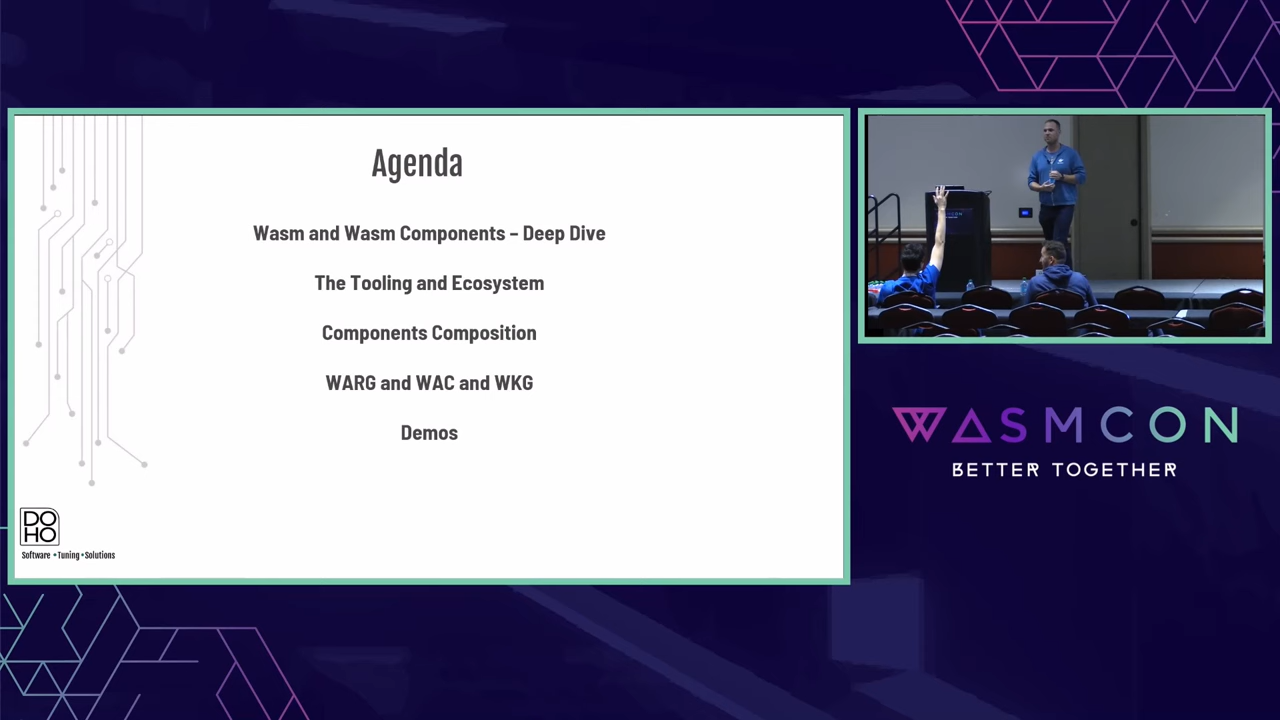 Agenda
Wasm and Wasm Components – Deep Dive
The Tooling and Ecosystem
Components Composition
WARG and WAC and WKG
Demos
DO
HO
Software • Tuning • Solutions
WASMCON
BETTER TOGETHER